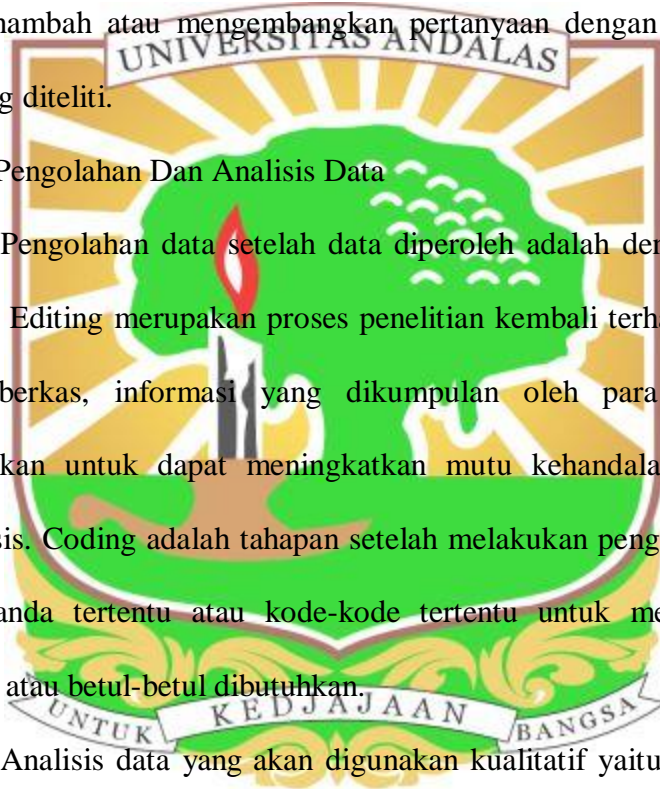 nambah atau mengembangkan pertanyaan dengan
UNIVERSITAS ANDALAS
g diteliti.
Pengolahan Dan Analisis Data
Pengolahan data setelah data diperoleh adalah den
Editing merupakan proses penelitian kembali terha
berkas, informasi yang dikumpulan oleh para
kan untuk dapat meningkatkan mutu kehandala
sis. Coding adalah tahapan setelah melakukan peng
anda tertentu atau kode-kode tertentu untuk me
atau betul-betul dibutuhkan.
UNTUK KEDJAJAAN BANGSA
Analisis data yang akan digunakan kualitatif yaitu